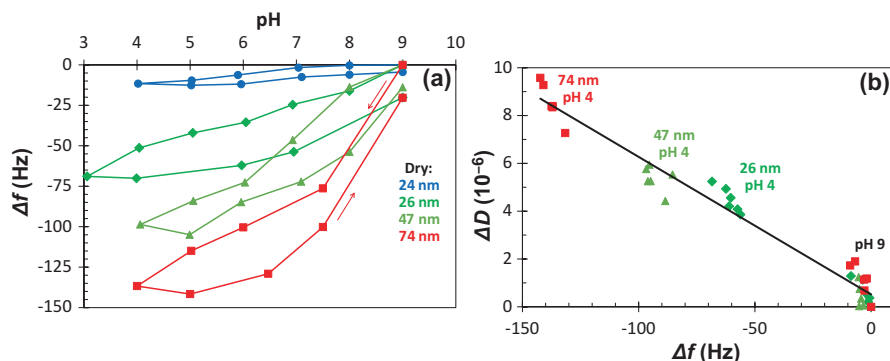 pH
3 4 5 6 7 8 9 10
0
-25
-50
-75
-100
-125
-150
Δf (Hz)
(a)
Dry:
24 nm
26 nm
47 nm
74 nm
10
8
6
4
2
0
ΔD (10⁻⁶)
(b)
74 nm
pH 4
47 nm
pH 4
26 nm
pH 4
pH 9
-150 -100 -50 0
Δf (Hz)